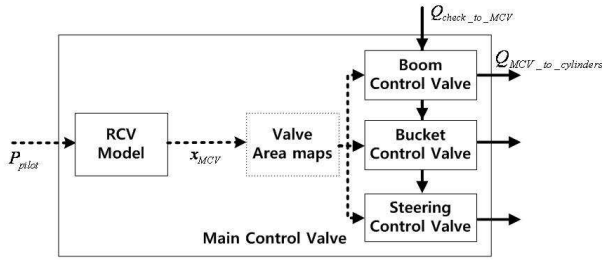 Q_check_to_MCV
Boom
Control Valve
Q_MCV_to_cylinders
RCV
Model
Valve
Area maps
Bucket
Control Valve
P_pilot
x_MCV
Steering
Control Valve
Main Control Valve